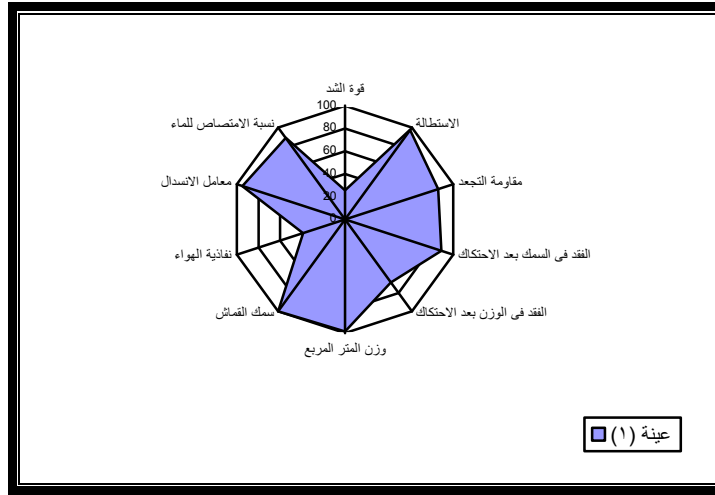 قوة الشد
الاستطالة
مقاومة التجعد
الفقد فى السمك بعد الاحتكاك
الفقد فى الوزن بعد الاحتكاك
وزن المتر المربع
سمك القماش
نفاذية الهواء
معامل الانسدال
نسبة الامتصاص للماء
100
80
60
40
20
0
عينة (١)